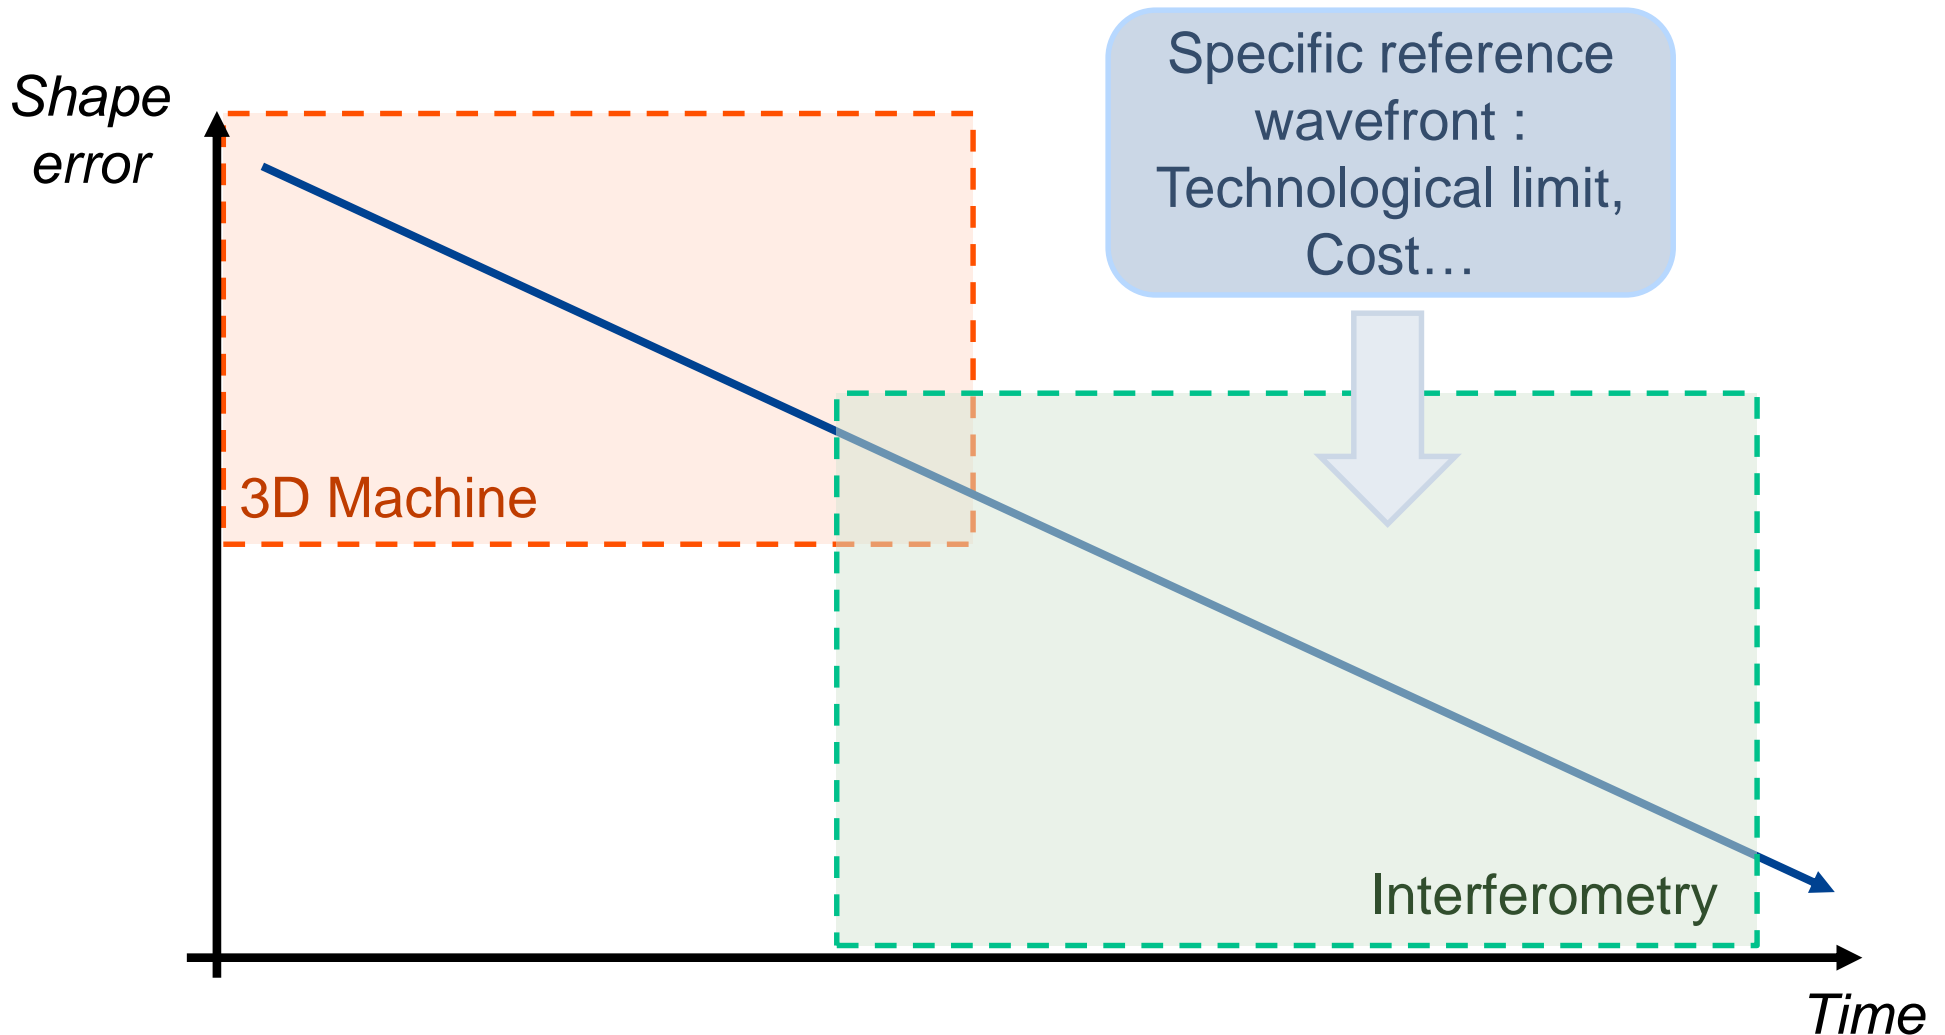 Shape
error
Specific reference
wavefront :
Technological limit,
Cost…
3D Machine
Interferometry
Time